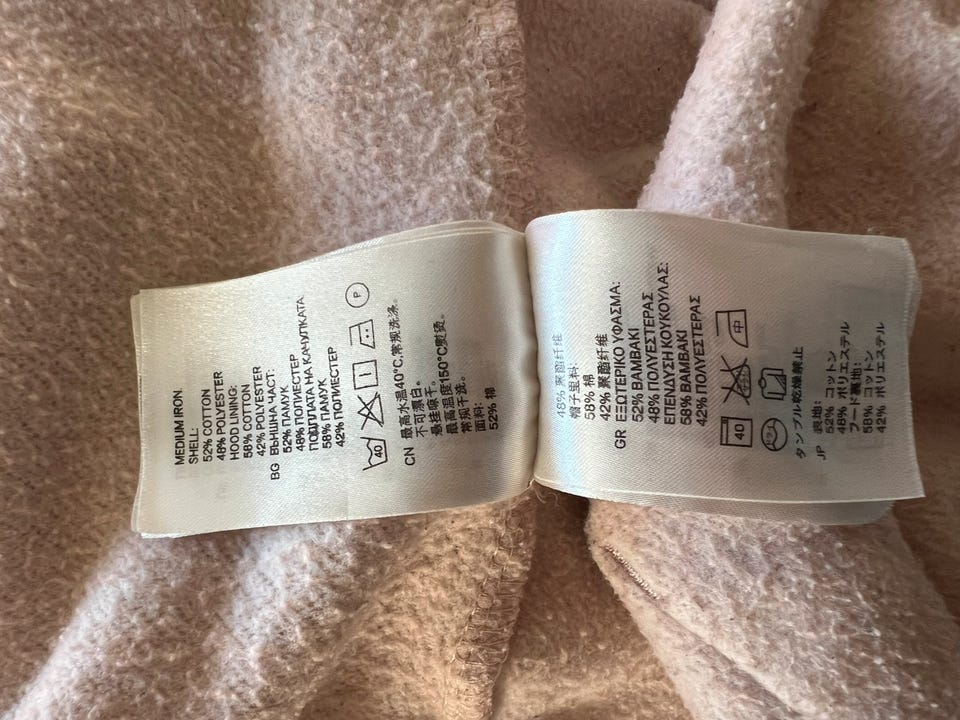 MEDIUM IRON.
SHELL:
52% COTTON
48% POLYESTER
HOOD LINING:
58% COTTON
42% POLYESTER
BG ВЪНШНА ЧАСТ:
52% ПАМУК
48% ПОЛИЕСТЕР
ПОДПЛАТА НА КАЧУЛКАТА:
58% ПАМУК
42% ПОЛИЕСТЕР
40 P
CN 最高水温40°C,常规洗涤。
不可漂白。
悬挂晾干。
最高温度150°C熨烫。
常规干洗。
面料:
52% 棉
48% 聚酯纤维
帽子里料:
58% 棉
42% 聚酯纤维
GR ΕΞΩΤΕΡΙΚΟ ΥΦΑΣΜΑ:
52% ΒΑΜΒΑΚΙ
48% ΠΟΛΥΕΣΤΕΡΑΣ
ΕΠΕΝΔΥΣΗ ΚΟΥΚΟΥΛΑΣ:
58% ΒΑΜΒΑΚΙ
42% ΠΟΛΥΕΣΤΕΡΑΣ
40 中
タンブル乾燥禁止
JP 表地:
52% コットン
48% ポリエステル
フード裏地:
58% コットン
42% ポリエステル